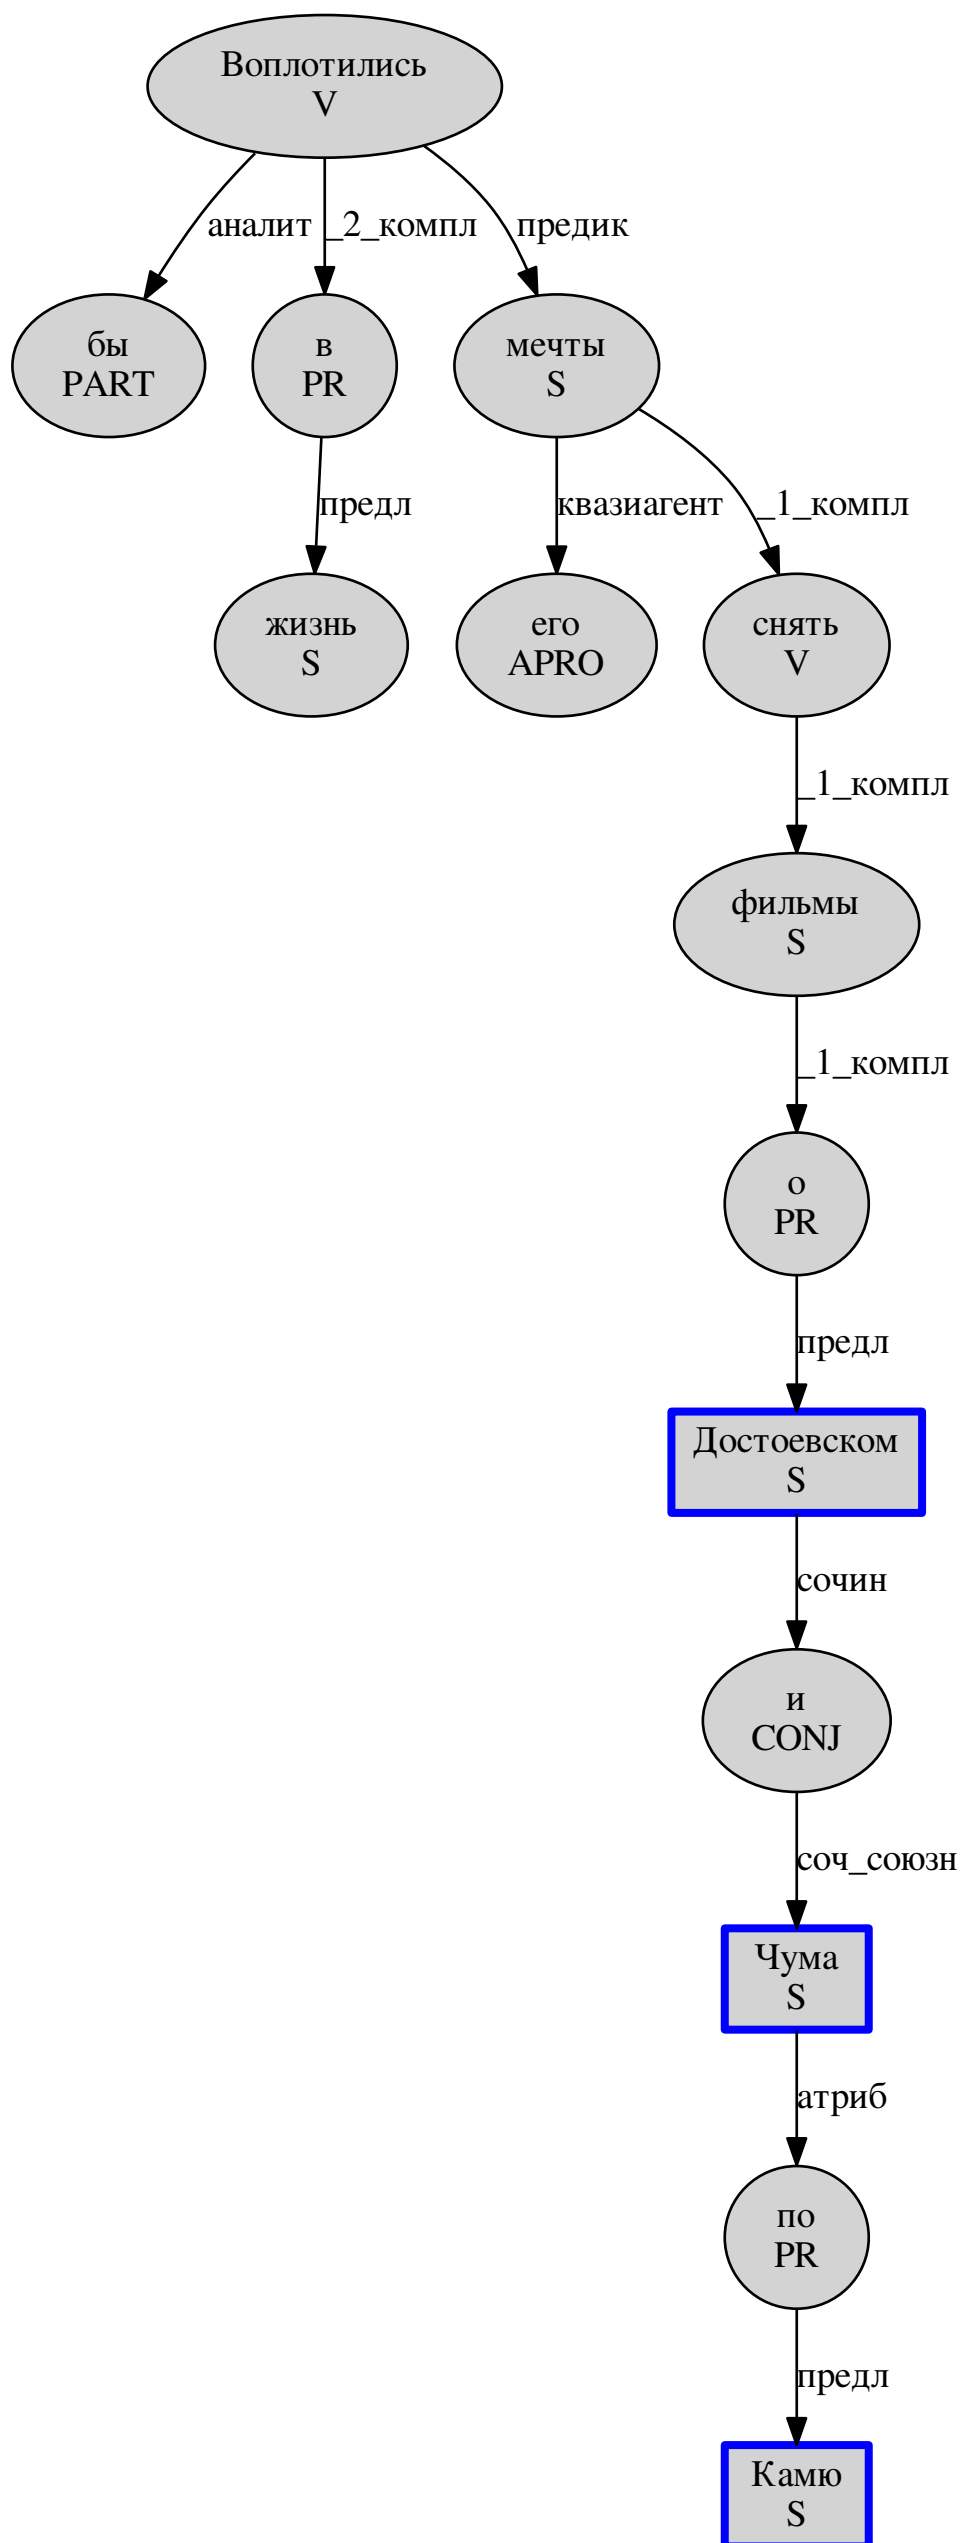 Воплотились
V
аналит
_2_компл
предик
бы
PART
в
PR
мечты
S
предл
квазиагент
_1_компл
жизнь
S
его
APRO
снять
V
_1_компл
фильмы
S
_1_компл
о
PR
предл
Достоевском
S
сочин
и
CONJ
соч_союзн
Чума
S
атриб
по
PR
предл
Камю
S